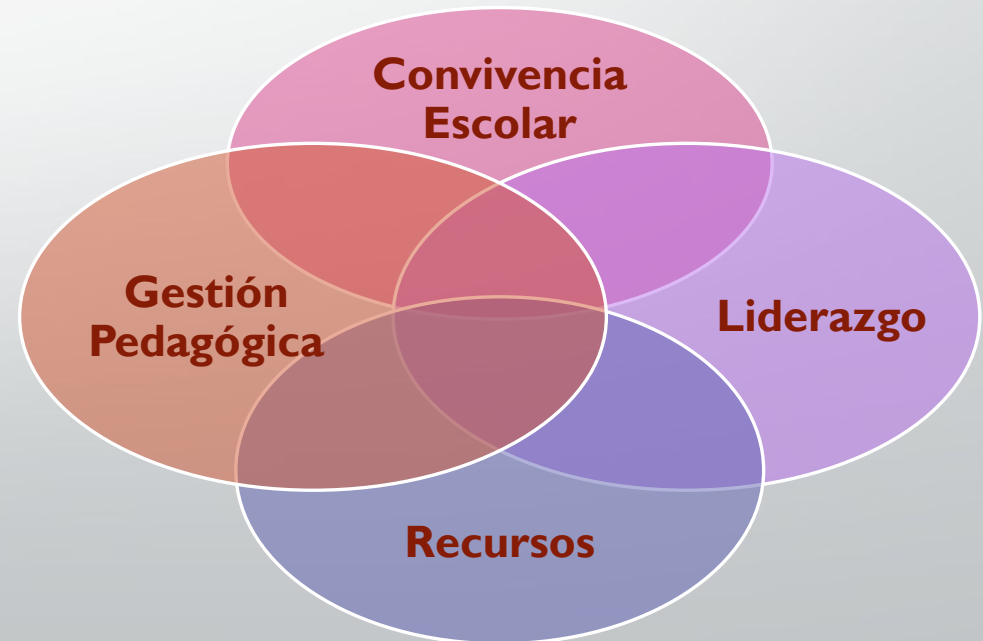 Convivencia
Escolar
Gestión
Pedagógica
Liderazgo
Recursos